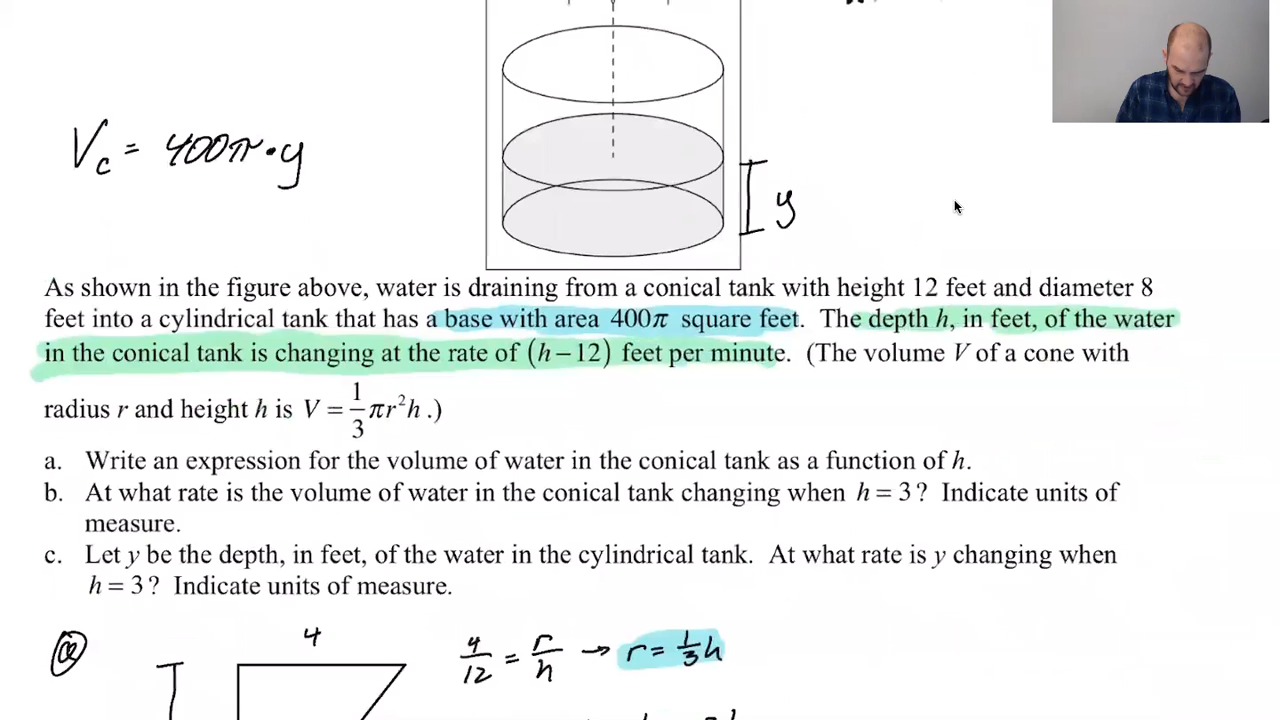 V_c = 400π·y
y
As shown in the figure above, water is draining from a conical tank with height 12 feet and diameter 8
feet into a cylindrical tank that has a base with area 400π square feet. The depth h, in feet, of the water
in the conical tank is changing at the rate of (h−12) feet per minute. (The volume V of a cone with
radius r and height h is V = 1/3 πr²h.)
a. Write an expression for the volume of water in the conical tank as a function of h.
b. At what rate is the volume of water in the conical tank changing when h = 3? Indicate units of
measure.
c. Let y be the depth, in feet, of the water in the cylindrical tank. At what rate is y changing when
h = 3? Indicate units of measure.
ⓐ
4
4/12 = r/h → r = 1/3 h